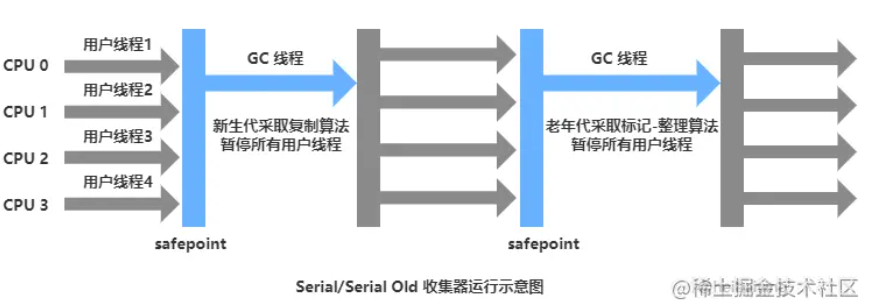 用户线程1
CPU 0
GC 线程
GC 线程
用户线程2
CPU 1
新生代采取复制算法
暂停所有用户线程
老年代采取标记-整理算法
暂停所有用户线程
用户线程3
CPU 2
用户线程4
CPU 3
safepoint
safepoint
Serial/Serial Old 收集器运行示意图
@稀土掘金技术社区